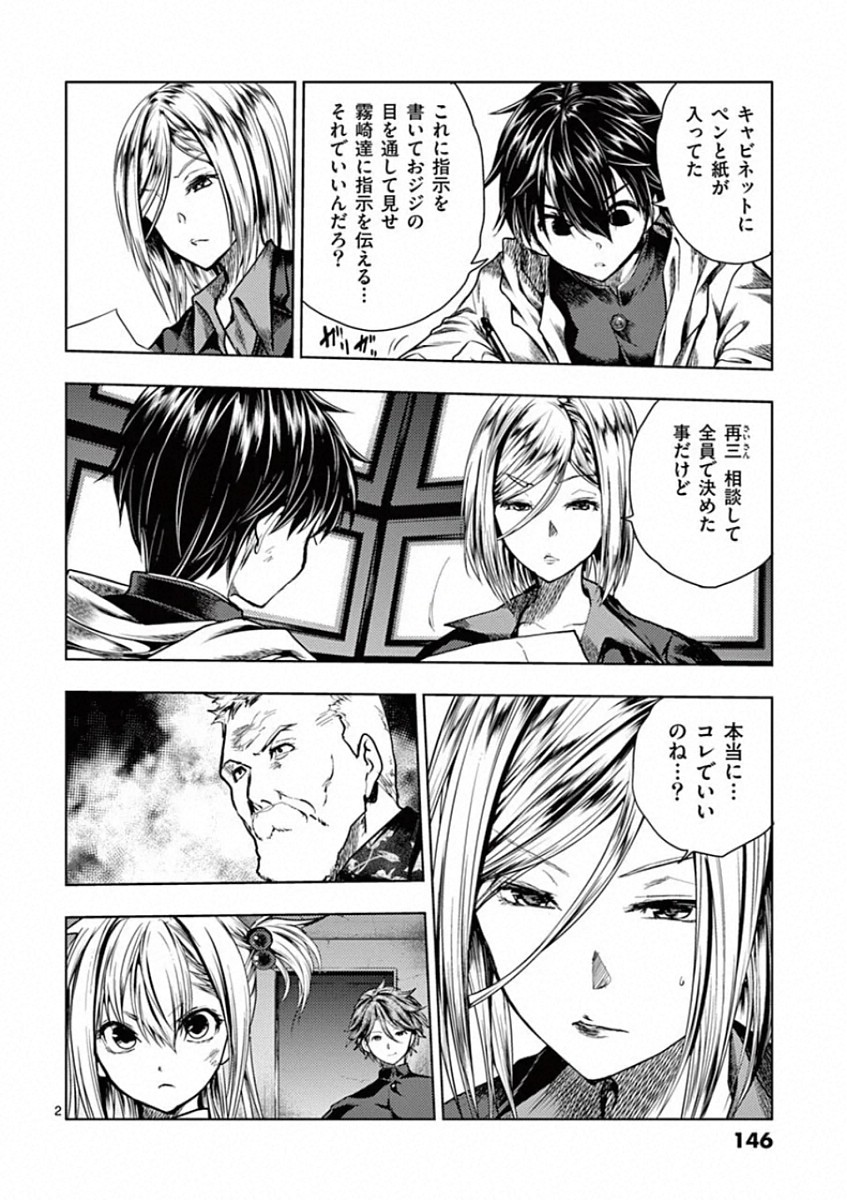 キャビネットに
ペンと紙が
入ってた
これに指示を
書いておジジの
目を通して見せ
霧崎達に指示を伝える…
それでいいんだろ?
ガリガリ
再三 相談して
さいさん
全員で決めた
事だけど
本当に…
コレでいい
のね…?
2
146